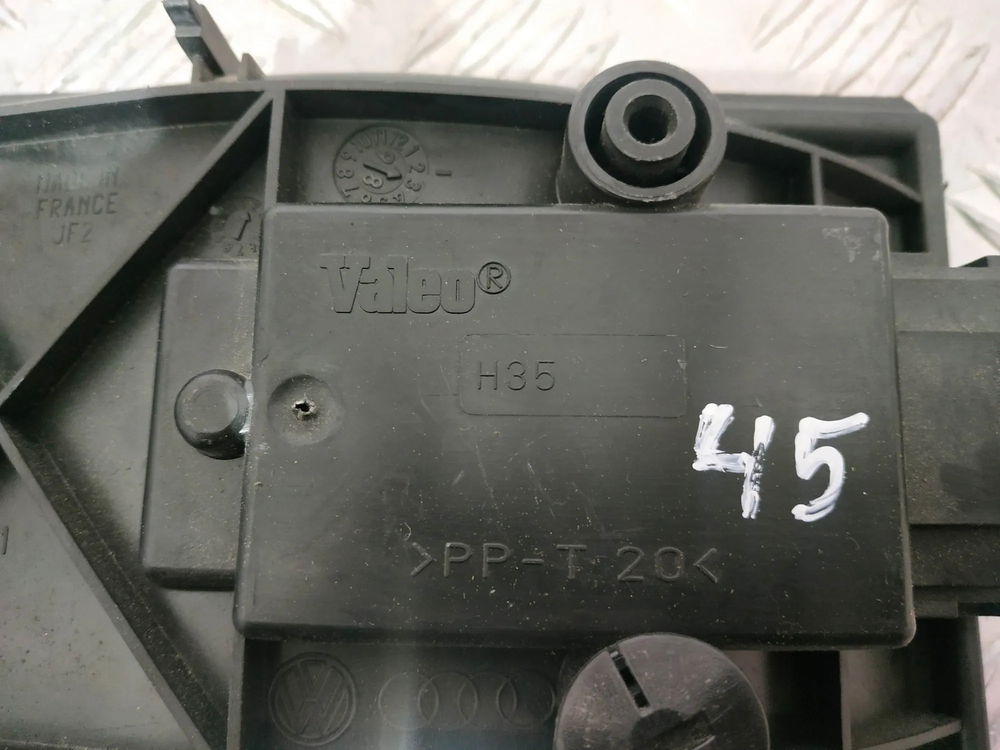 MADE IN
FRANCE
JF2
Valeo®
H35
45
>PP-T 20<